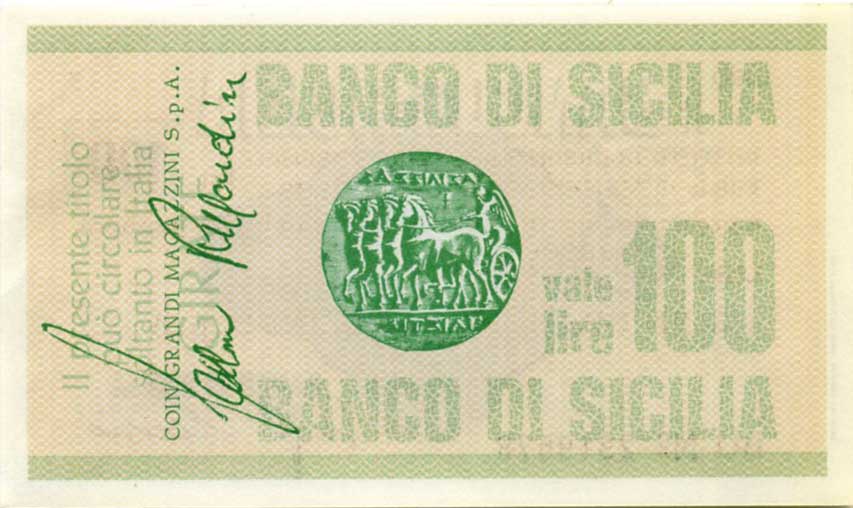 BANCO DI SICILIA
vale
lire 100
BANCO DI SICILIA
Il presente titolo
può circolare
soltanto in Italia
COIN GRANDI MAGAZZINI S.p.A.
GIR